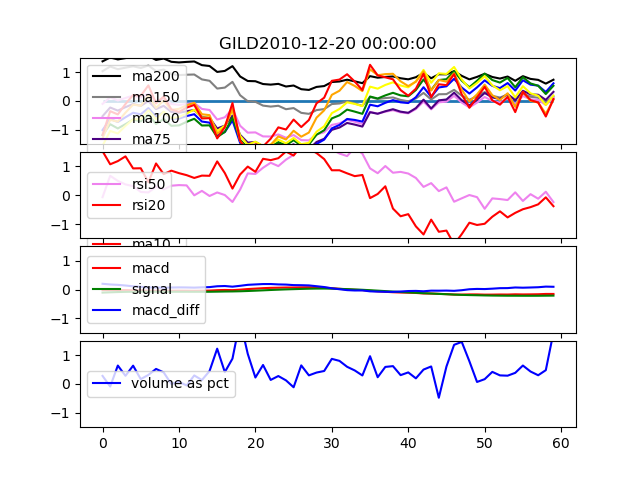 GILD2010-12-20 00:00:00
1
0
−1
ma200
ma150
ma100
ma75
1
0
−1
rsi50
rsi20
ma10
1
0
−1
macd
signal
macd_diff
1
0
−1
volume as pct
0 10 20 30 40 50 60